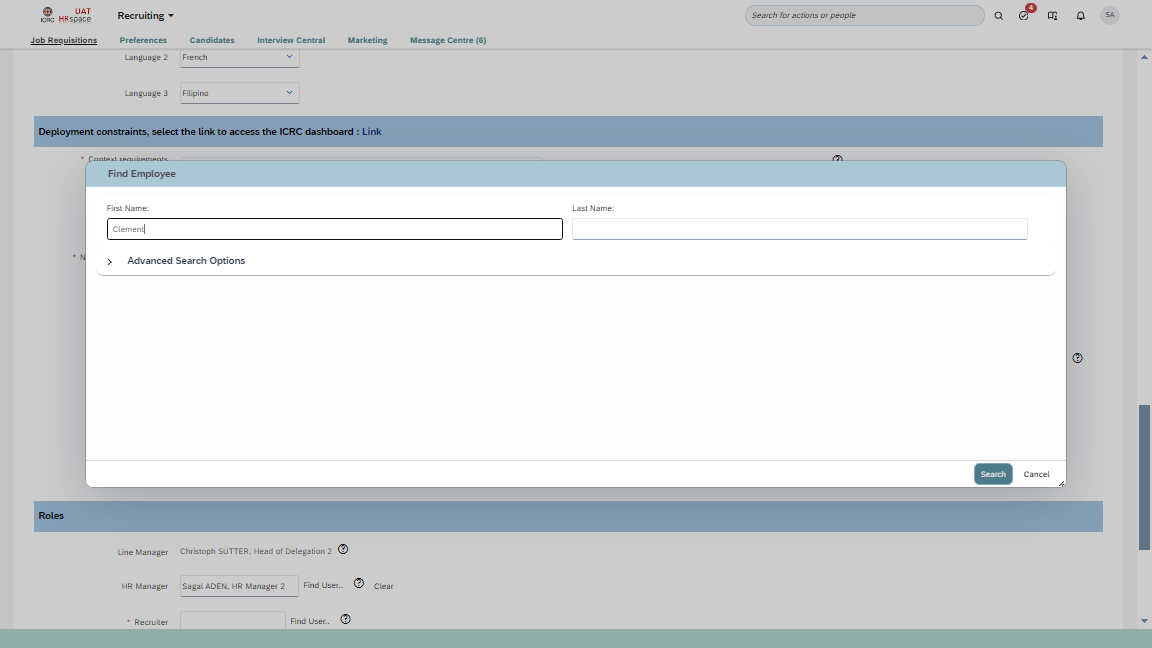 UAT
ICRC HRspace
Recruiting
Search for actions or people
4
SA
Job Requisitions Preferences Candidates Interview Central Marketing Message Centre (6)
Language 2 French
Language 3 Filipino
Deployment constraints, select the link to access the ICRC dashboard : Link
* Context requirements
Find Employee
First Name:
Last Name:
Clement
* N
Advanced Search Options
Search
Cancel
Roles
Line Manager Christoph SUTTER, Head of Delegation 2
HR Manager Sagal ADEN, HR Manager 2 Find User.. Clear
* Recruiter Find User..